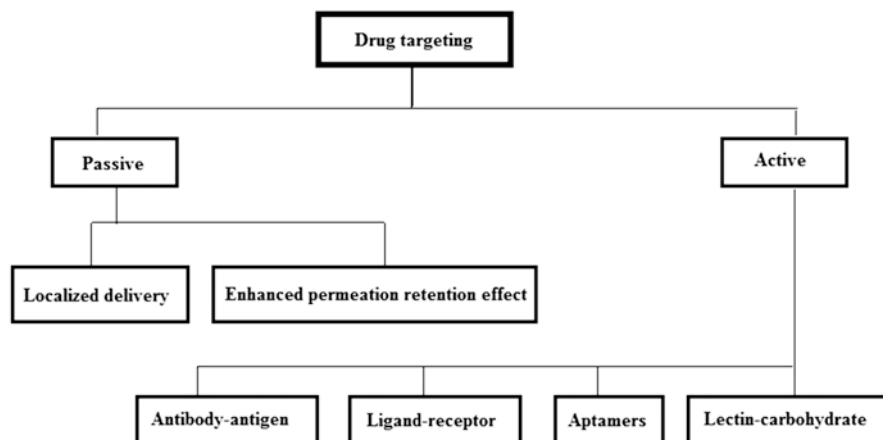 Drug targeting
Passive
Active
Localized delivery
Enhanced permeation retention effect
Antibody-antigen
Ligand-receptor
Aptamers
Lectin-carbohydrate